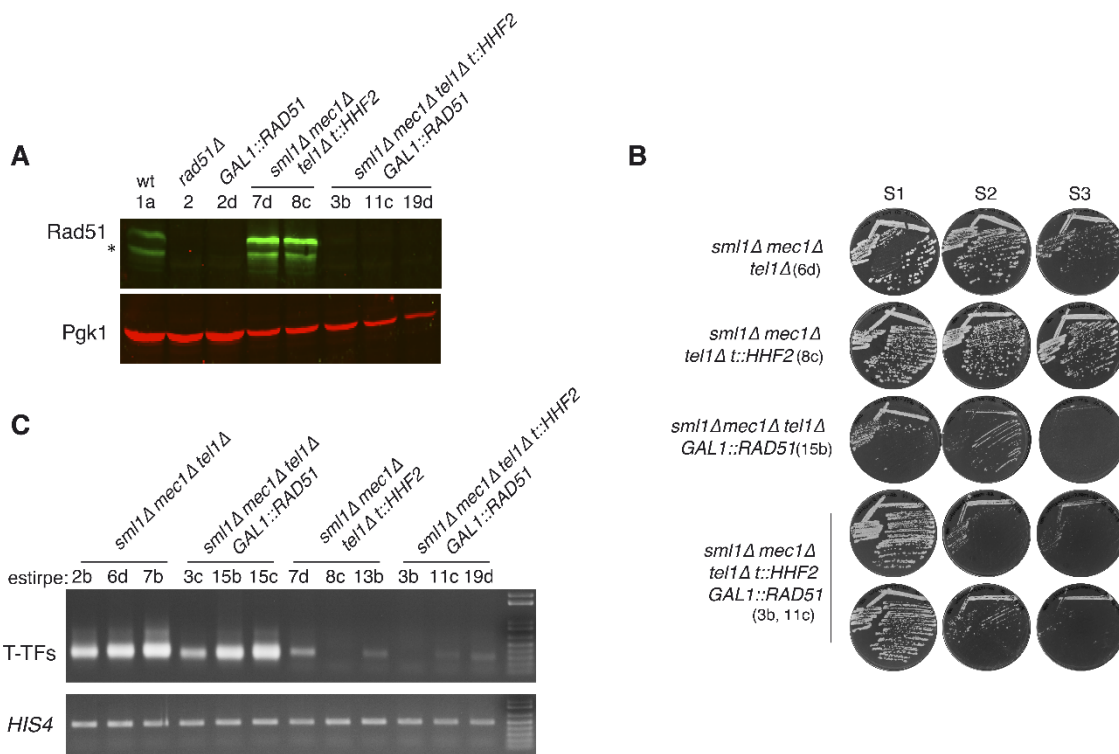 A
wt
rad51Δ
GAL1::RAD51
sml1Δ mec1Δ
tel1Δ t::HHF2
sml1Δ mec1Δ tel1Δ t::HHF2
GAL1::RAD51
1a 2 2d 7d 8c 3b 11c 19d
Rad51
*
Pgk1
B
S1 S2 S3
sml1Δ mec1Δ
tel1Δ (6d)
sml1Δ mec1Δ
tel1Δ t::HHF2 (8c)
sml1Δ mec1Δ tel1Δ
GAL1::RAD51 (15b)
sml1Δ mec1Δ
tel1Δ t::HHF2
GAL1::RAD51
(3b, 11c)
C
sml1Δ mec1Δ tel1Δ
sml1Δ mec1Δ tel1Δ
GAL1::RAD51
sml1Δ mec1Δ
tel1Δ t::HHF2
sml1Δ mec1Δ tel1Δ t::HHF2
GAL1::RAD51
estirpe: 2b 6d 7b 3c 15b 15c 7d 8c 13b 3b 11c 19d
T-TFs
HIS4